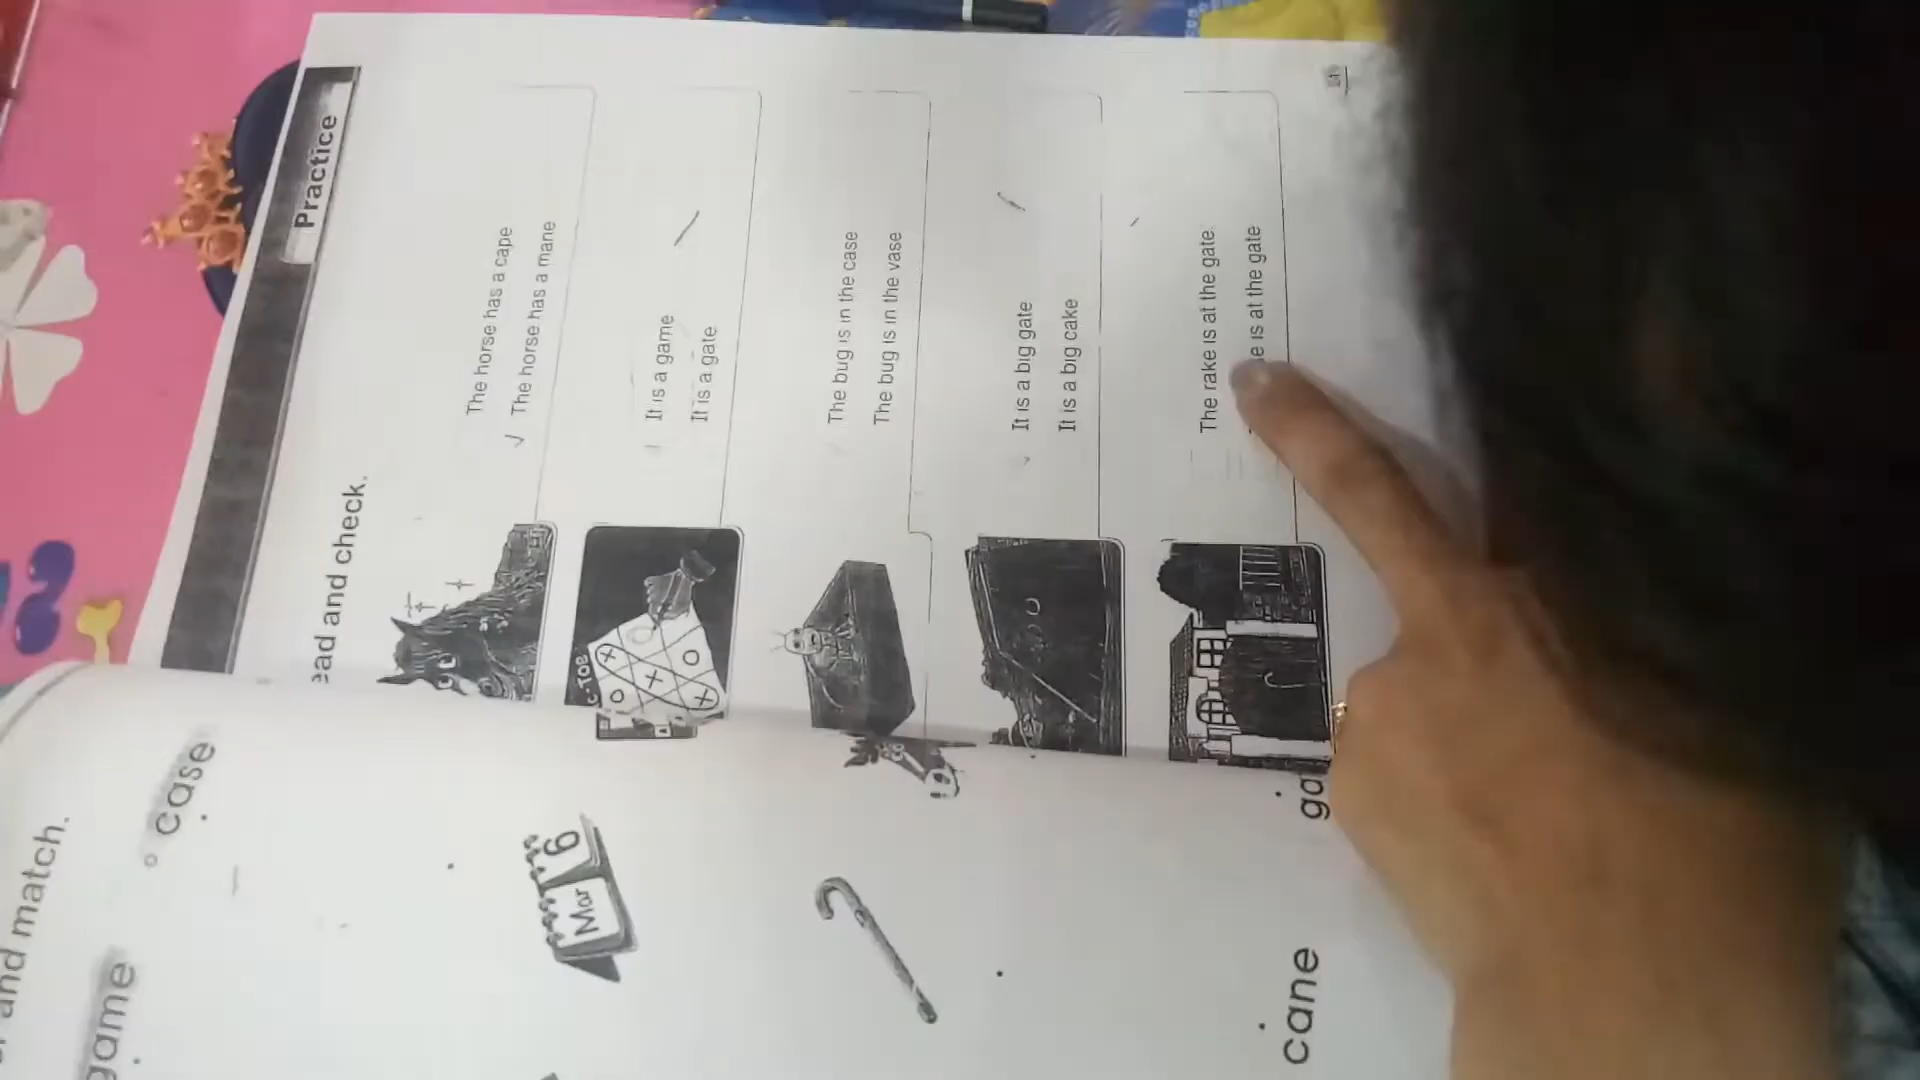 Practice
ead and check.
The horse has a cape
✓ The horse has a mane
It is a game
It is a gate
The bug is in the case
The bug is in the vase
It is a big gate
It is a big cake
The rake is at the gate.
e is at the gate
and match.
game
case
Mar 6
cane
ga